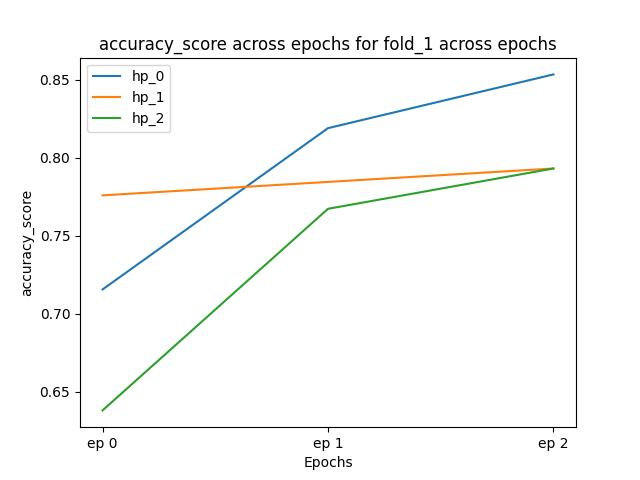 accuracy_score across epochs for fold_1 across epochs
hp_0
hp_1
hp_2
accuracy_score
0.85
0.80
0.75
0.70
0.65
ep 0
ep 1
ep 2
Epochs